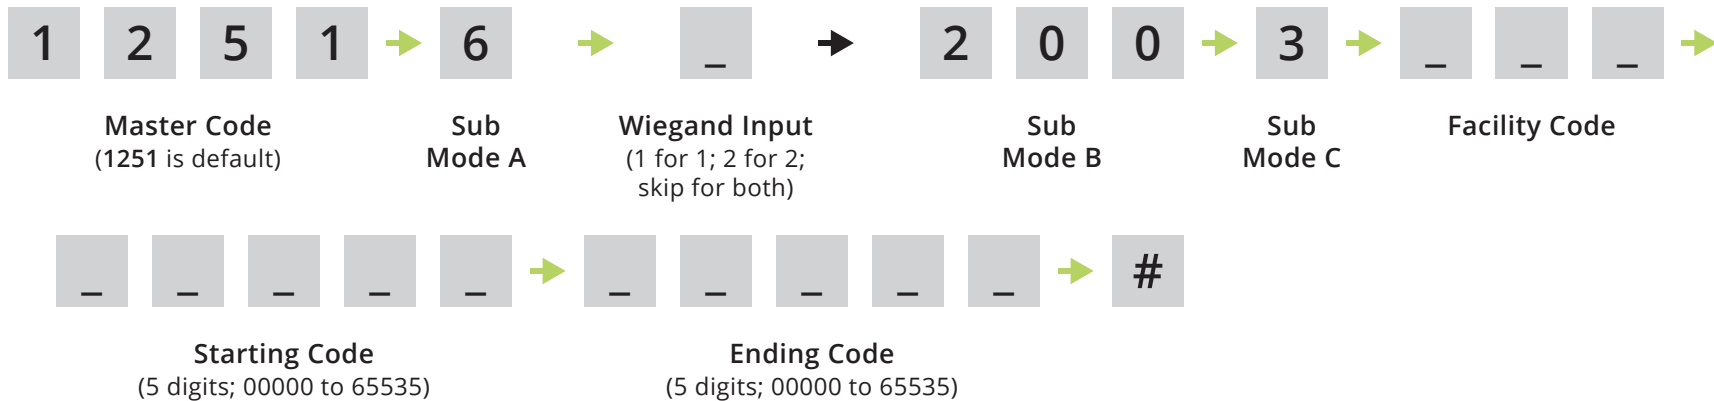 1 2 5 1 6 _ 2 0 0 3 _ _ _
Master Code Sub Wiegand Input Sub Sub Facility Code
(1251 is default) Mode A (1 for 1; 2 for 2; Mode B Mode C
skip for both)
_ _ _ _ _ _ _ _ _ _ #
Starting Code Ending Code
(5 digits; 00000 to 65535) (5 digits; 00000 to 65535)